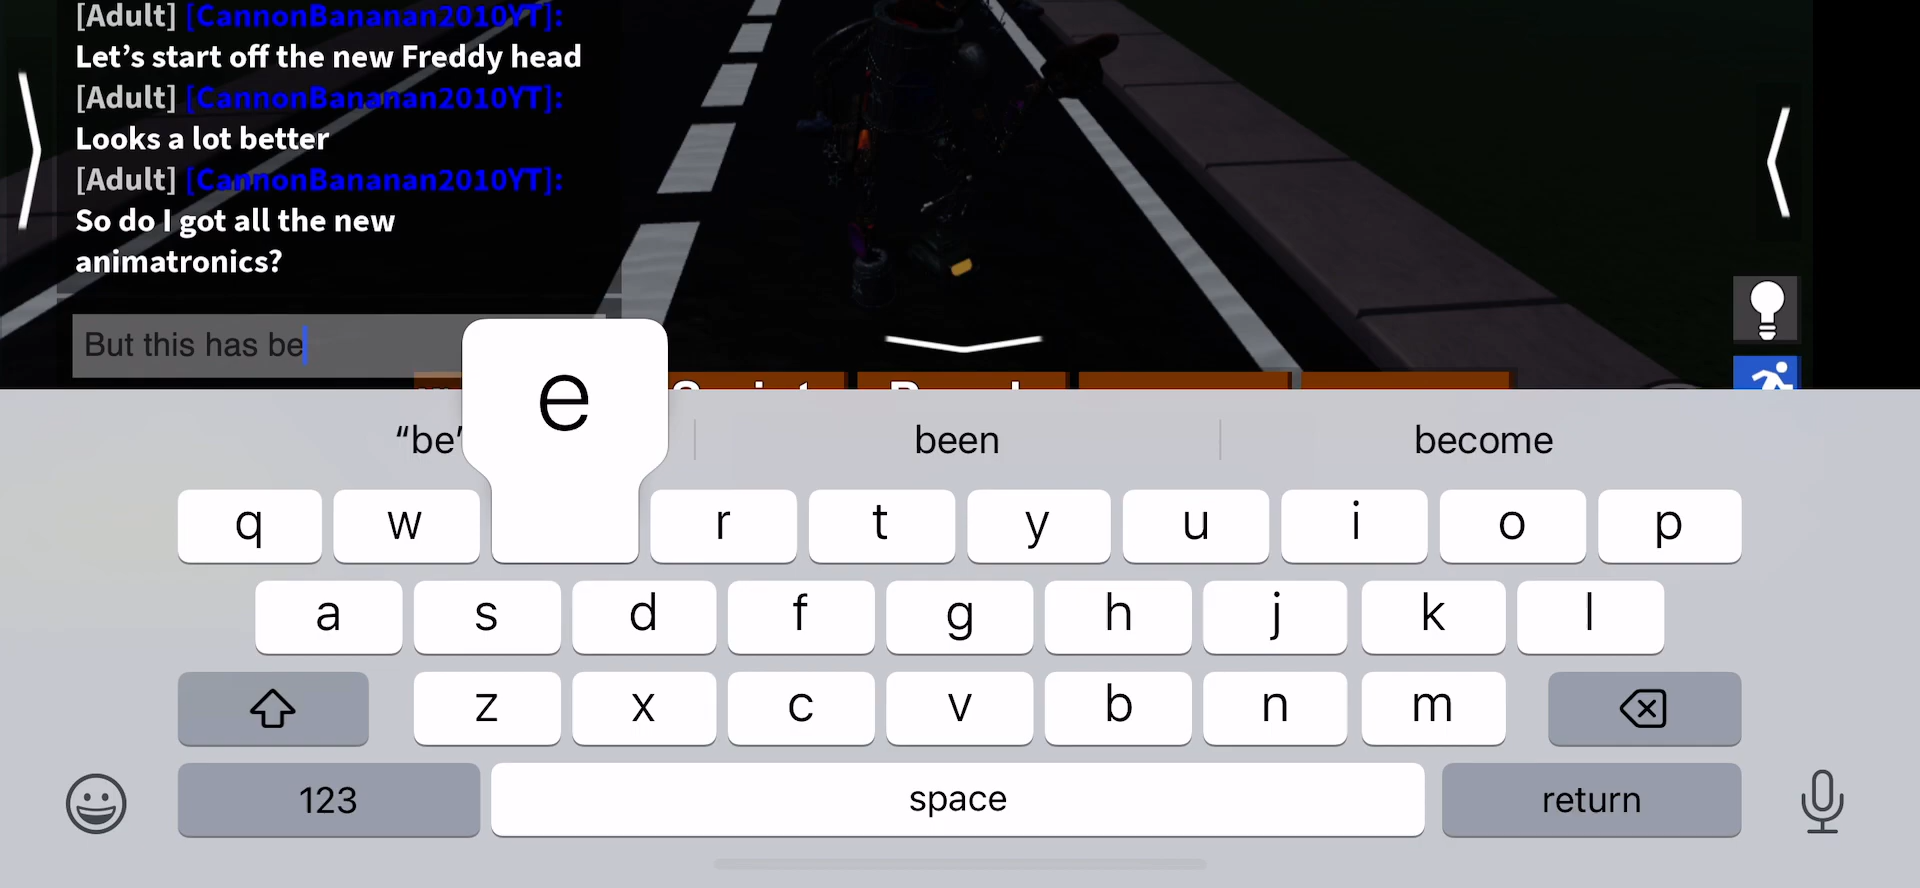 [Adult] [CannonBananan2010YT]:
Let’s start off the new Freddy head
[Adult] [CannonBananan2010YT]:
Looks a lot better
[Adult] [CannonBananan2010YT]:
So do I got all the new
animatronics?
But this has be
“be” been become
e
q w r t y u i o p
a s d f g h j k l
z x c v b n m
123 space return